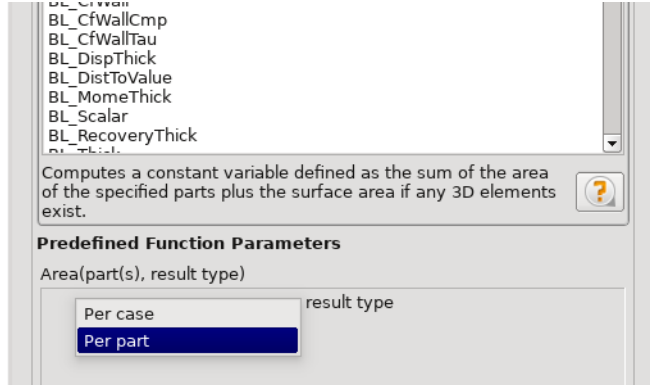 BL_CfWall
BL_CfWallCmp
BL_CfWallTau
BL_DispThick
BL_DistToValue
BL_MomeThick
BL_Scalar
BL_RecoveryThick
BL_Thick
Computes a constant variable defined as the sum of the area
of the specified parts plus the surface area if any 3D elements
exist.
Predefined Function Parameters
Area(part(s), result type)
result type
Per case
Per part